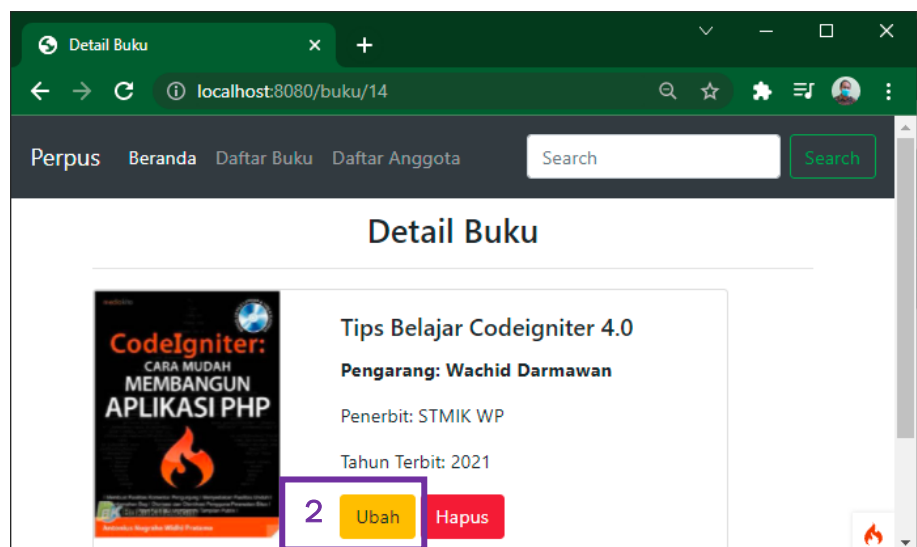 Detail Buku
localhost:8080/buku/14
Perpus Beranda Daftar Buku Daftar Anggota Search Search
Detail Buku
CodeIgniter:
CARA MUDAH
MEMBANGUN
APLIKASI PHP
Tips Belajar Codeigniter 4.0
Pengarang: Wachid Darmawan
Penerbit: STMIK WP
Tahun Terbit: 2021
2 Ubah Hapus